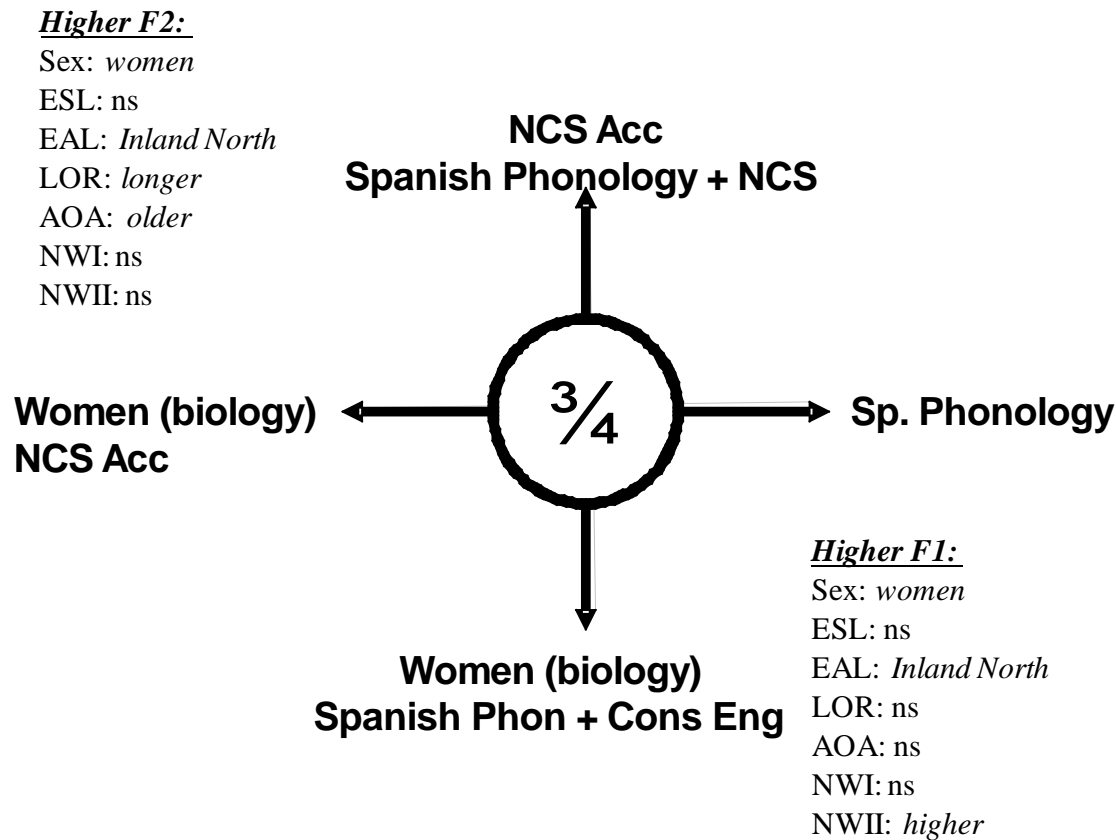 Higher F2:
Sex: women
ESL: ns
EAL: Inland North
LOR: longer
AOA: older
NWI: ns
NWII: ns
NCS Acc
Spanish Phonology + NCS
Women (biology)
NCS Acc
¾
Sp. Phonology
Women (biology)
Spanish Phon + Cons Eng
Higher F1:
Sex: women
ESL: ns
EAL: Inland North
LOR: ns
AOA: ns
NWI: ns
NWII: higher